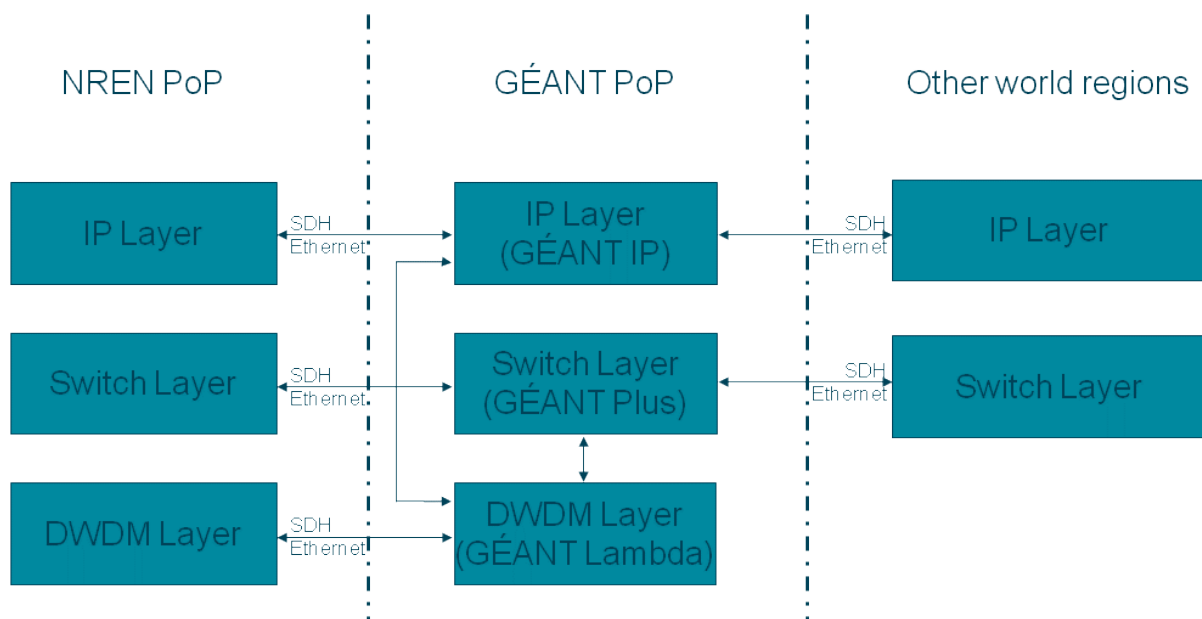 NREN PoP
GÉANT PoP
Other world regions
IP Layer
SDH
Ethernet
IP Layer
(GÉANT IP)
SDH
Ethernet
IP Layer
Switch Layer
SDH
Ethernet
Switch Layer
(GÉANT Plus)
SDH
Ethernet
Switch Layer
DWDM Layer
SDH
Ethernet
DWDM Layer
(GÉANT Lambda)